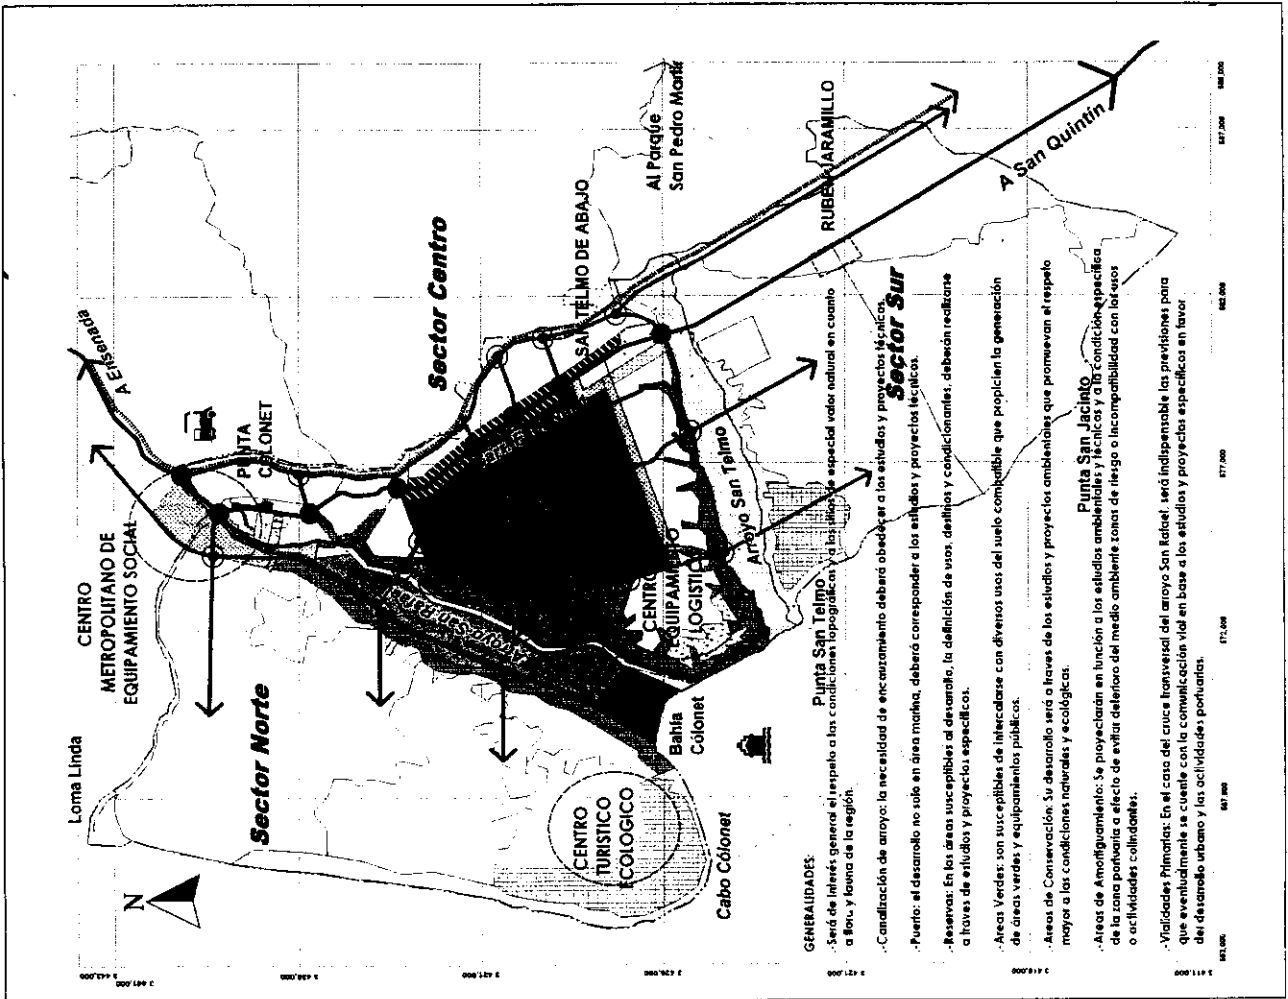 Loma Linda
N
A Ensenada
CENTRO
METROPOLITANO DE
EQUIPAMIENTO SOCIAL
PUNTA
COLONET
Sector Norte
Sector Centro
SAN TELMO DE ABAJO
Al Parque
San Pedro Martir
RUBEN JARAMILLO
A San Quintín
Arroyo San Rafael
CENTRO
EQUIPAMIENTO
LOGISTICO
Arroyo San Telmo
Bahía
Cólonet
CENTRO
TURISTICO
ECOLOGICO
Cabo Cólonet
Punta San Telmo
Sector Sur
Punta San Jacinto
GENERALIDADES:
.-Será de interés general el respeto a las condiciones topográficas y a los sitios de especial valor natural en cuanto
a flora y fauna de la región.
.-Canalización de arroyo: la necesidad de encauzamiento deberá obedecer a los estudios y proyectos técnicos.
.-Puerto: el desarrollo no solo en área marina, deberá corresponder a los estudios y proyectos técnicos.
.-Reservas: En las áreas susceptibles al desarrollo, la definición de usos, destinos y condicionantes, deberán realizarse
a traves de estudios y proyectos específicos.
.-Areas Verdes: son susceptibles de intercalarse con diversos usos del suelo compatible que propicien la generación
de áreas verdes y equipamientos públicos.
.-Areas de Conservación: Su desarrollo será a traves de los estudios y proyectos ambientales que promuevan el respeto
mayor a las condiciones naturales y ecológicas.
.-Areas de Amortiguamiento: Se proyectarán en función a los estudios ambientales y técnicos y a la condición específica
de la zona portuaria a efecto de evitar deterioro del medio ambiente zonas de riesgo o incompatibilidad con los usos
o actividades colindantes.
.-Vialidades Primarias: En el caso del cruce transversal del arroyo San Rafael, será indispensable las previsiones para
que eventualmente se cuente con la comunicación vial en base a los estudios y proyectos específicos en favor
del desarrollo urbano y las actividades portuarias.